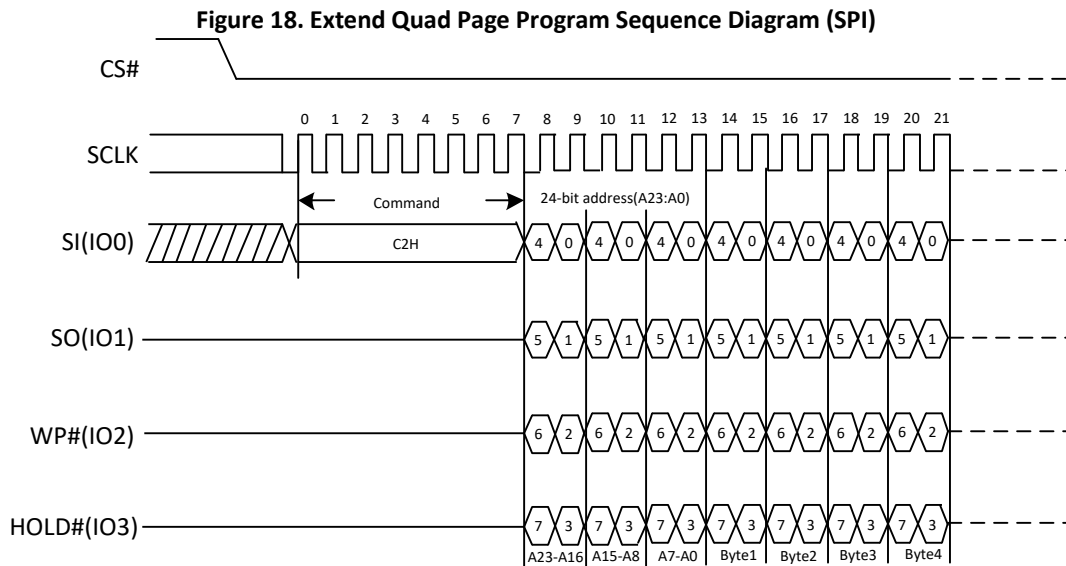 Figure 18. Extend Quad Page Program Sequence Diagram (SPI)
CS#
0 1 2 3 4 5 6 7 8 9 10 11 12 13 14 15 16 17 18 19 20 21
SCLK
Command
24-bit address(A23:A0)
SI(IO0)
C2H
4 0 4 0 4 0 4 0 4 0 4 0 4 0
SO(IO1)
5 1 5 1 5 1 5 1 5 1 5 1 5 1
WP#(IO2)
6 2 6 2 6 2 6 2 6 2 6 2 6 2
HOLD#(IO3)
7 3 7 3 7 3 7 3 7 3 7 3 7 3
A23-A16 A15-A8 A7-A0 Byte1 Byte2 Byte3 Byte4